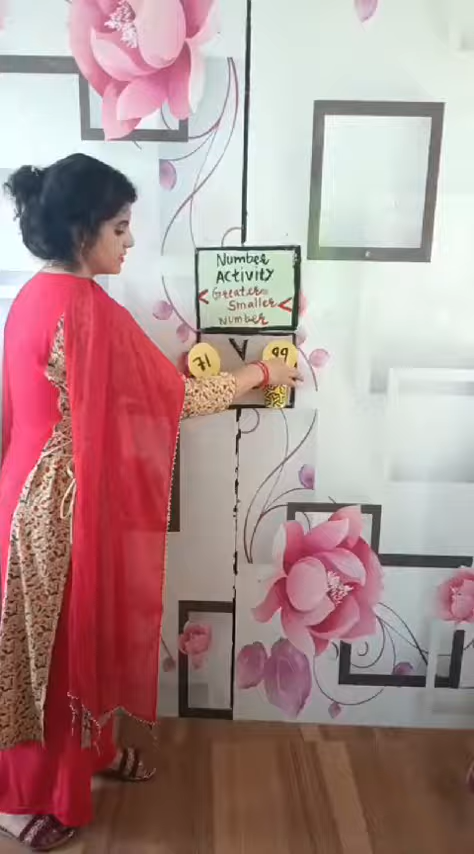 Number
Activity
< Greater
Smaller <
Number
71 V 99